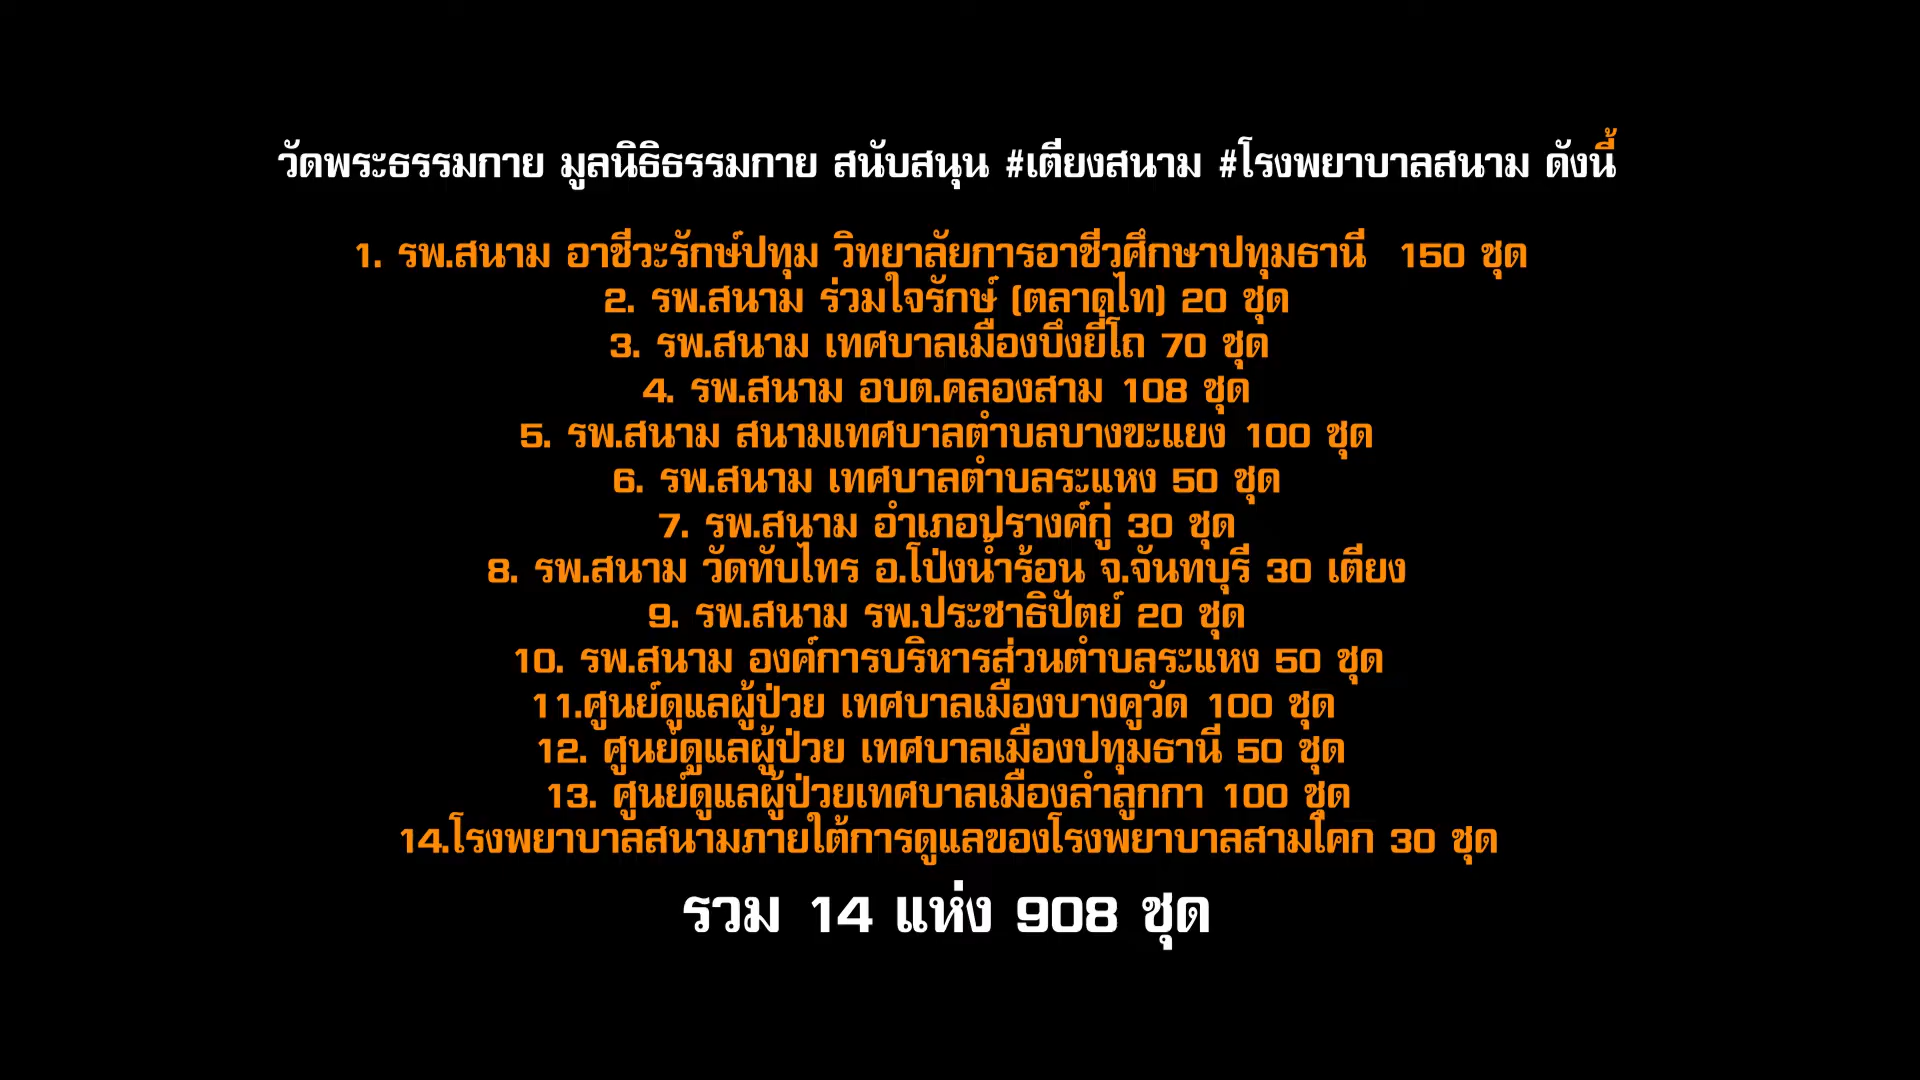 วัดพระธรรมกาย มูลนิธิธรรมกาย สนับสนุน #เตียงสนาม #โรงพยาบาลสนาม ดังนี้
1. รพ.สนาม อาชีวะรักษ์ปทุม วิทยาลัยการอาชีวศึกษาปทุมธานี 150 ชุด
2. รพ.สนาม ร่วมใจรักษ์ (ตลาดไท) 20 ชุด
3. รพ.สนาม เทศบาลเมืองบึงยี่โถ 70 ชุด
4. รพ.สนาม อบต.คลองสาม 108 ชุด
5. รพ.สนาม สนามเทศบาลตำบลบางขะแยง 100 ชุด
6. รพ.สนาม เทศบาลตำบลระแหง 50 ชุด
7. รพ.สนาม อำเภอปรางค์กู่ 30 ชุด
8. รพ.สนาม วัดทับไทร อ.โป่งน้ำร้อน จ.จันทบุรี 30 เตียง
9. รพ.สนาม รพ.ประชาธิปัตย์ 20 ชุด
10. รพ.สนาม องค์การบริหารส่วนตำบลระแหง 50 ชุด
11.ศูนย์ดูแลผู้ป่วย เทศบาลเมืองบางคูวัด 100 ชุด
12. ศูนย์ดูแลผู้ป่วย เทศบาลเมืองปทุมธานี 50 ชุด
13. ศูนย์ดูแลผู้ป่วยเทศบาลเมืองลำลูกกา 100 ชุด
14.โรงพยาบาลสนามภายใต้การดูแลของโรงพยาบาลสามโคก 30 ชุด
รวม 14 แห่ง 908 ชุด